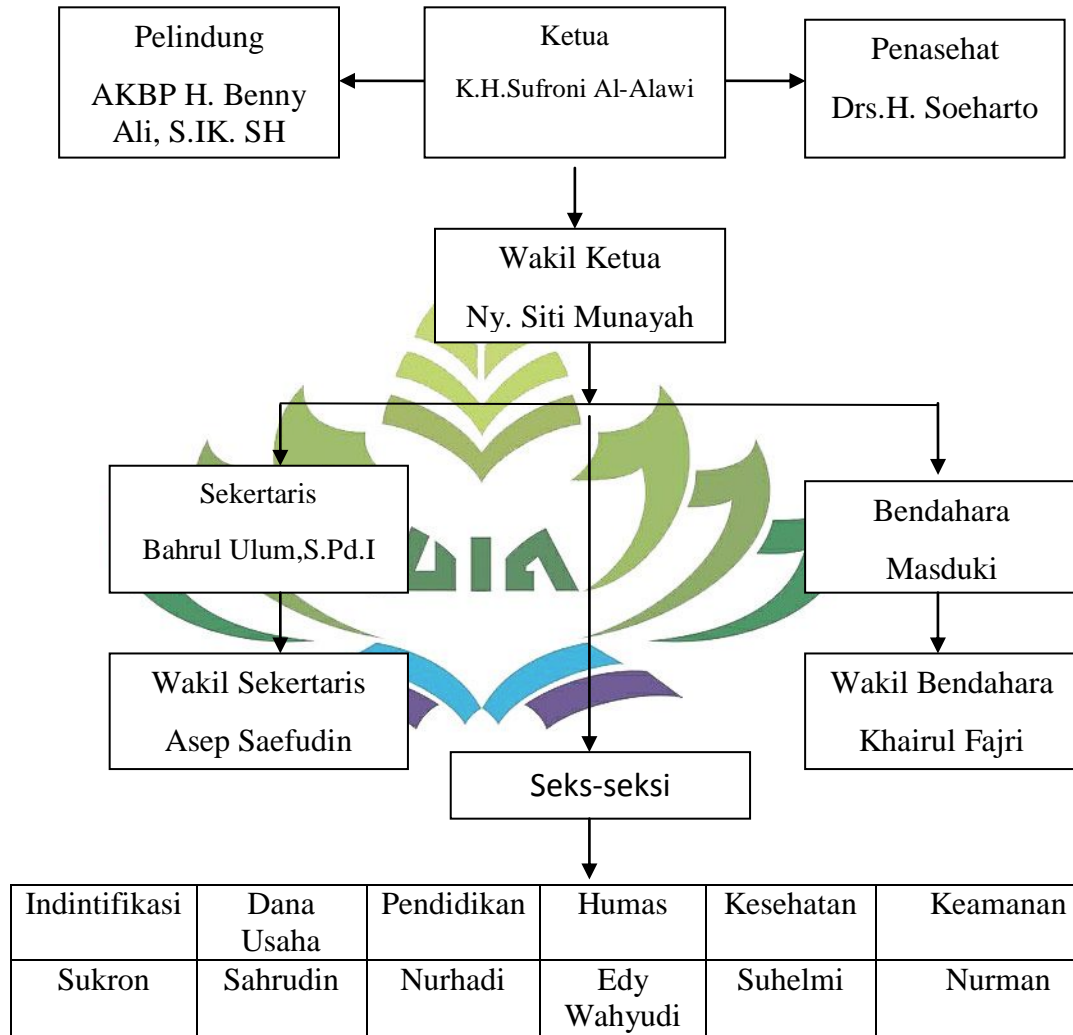 Pelindung
AKBP H. Benny
Ali, S.IK. SH
Ketua
K.H.Sufroni Al-Alawi
Penasehat
Drs.H. Soeharto
Wakil Ketua
Ny. Siti Munayah
Sekertaris
Bahrul Ulum,S.Pd.I
Bendahara
Masduki
Wakil Sekertaris
Asep Saefudin
Wakil Bendahara
Khairul Fajri
Seks-seksi
Indintifikasi
Dana
Usaha
Pendidikan
Humas
Kesehatan
Keamanan
Sukron
Sahrudin
Nurhadi
Edy
Wahyudi
Suhelmi
Nurman